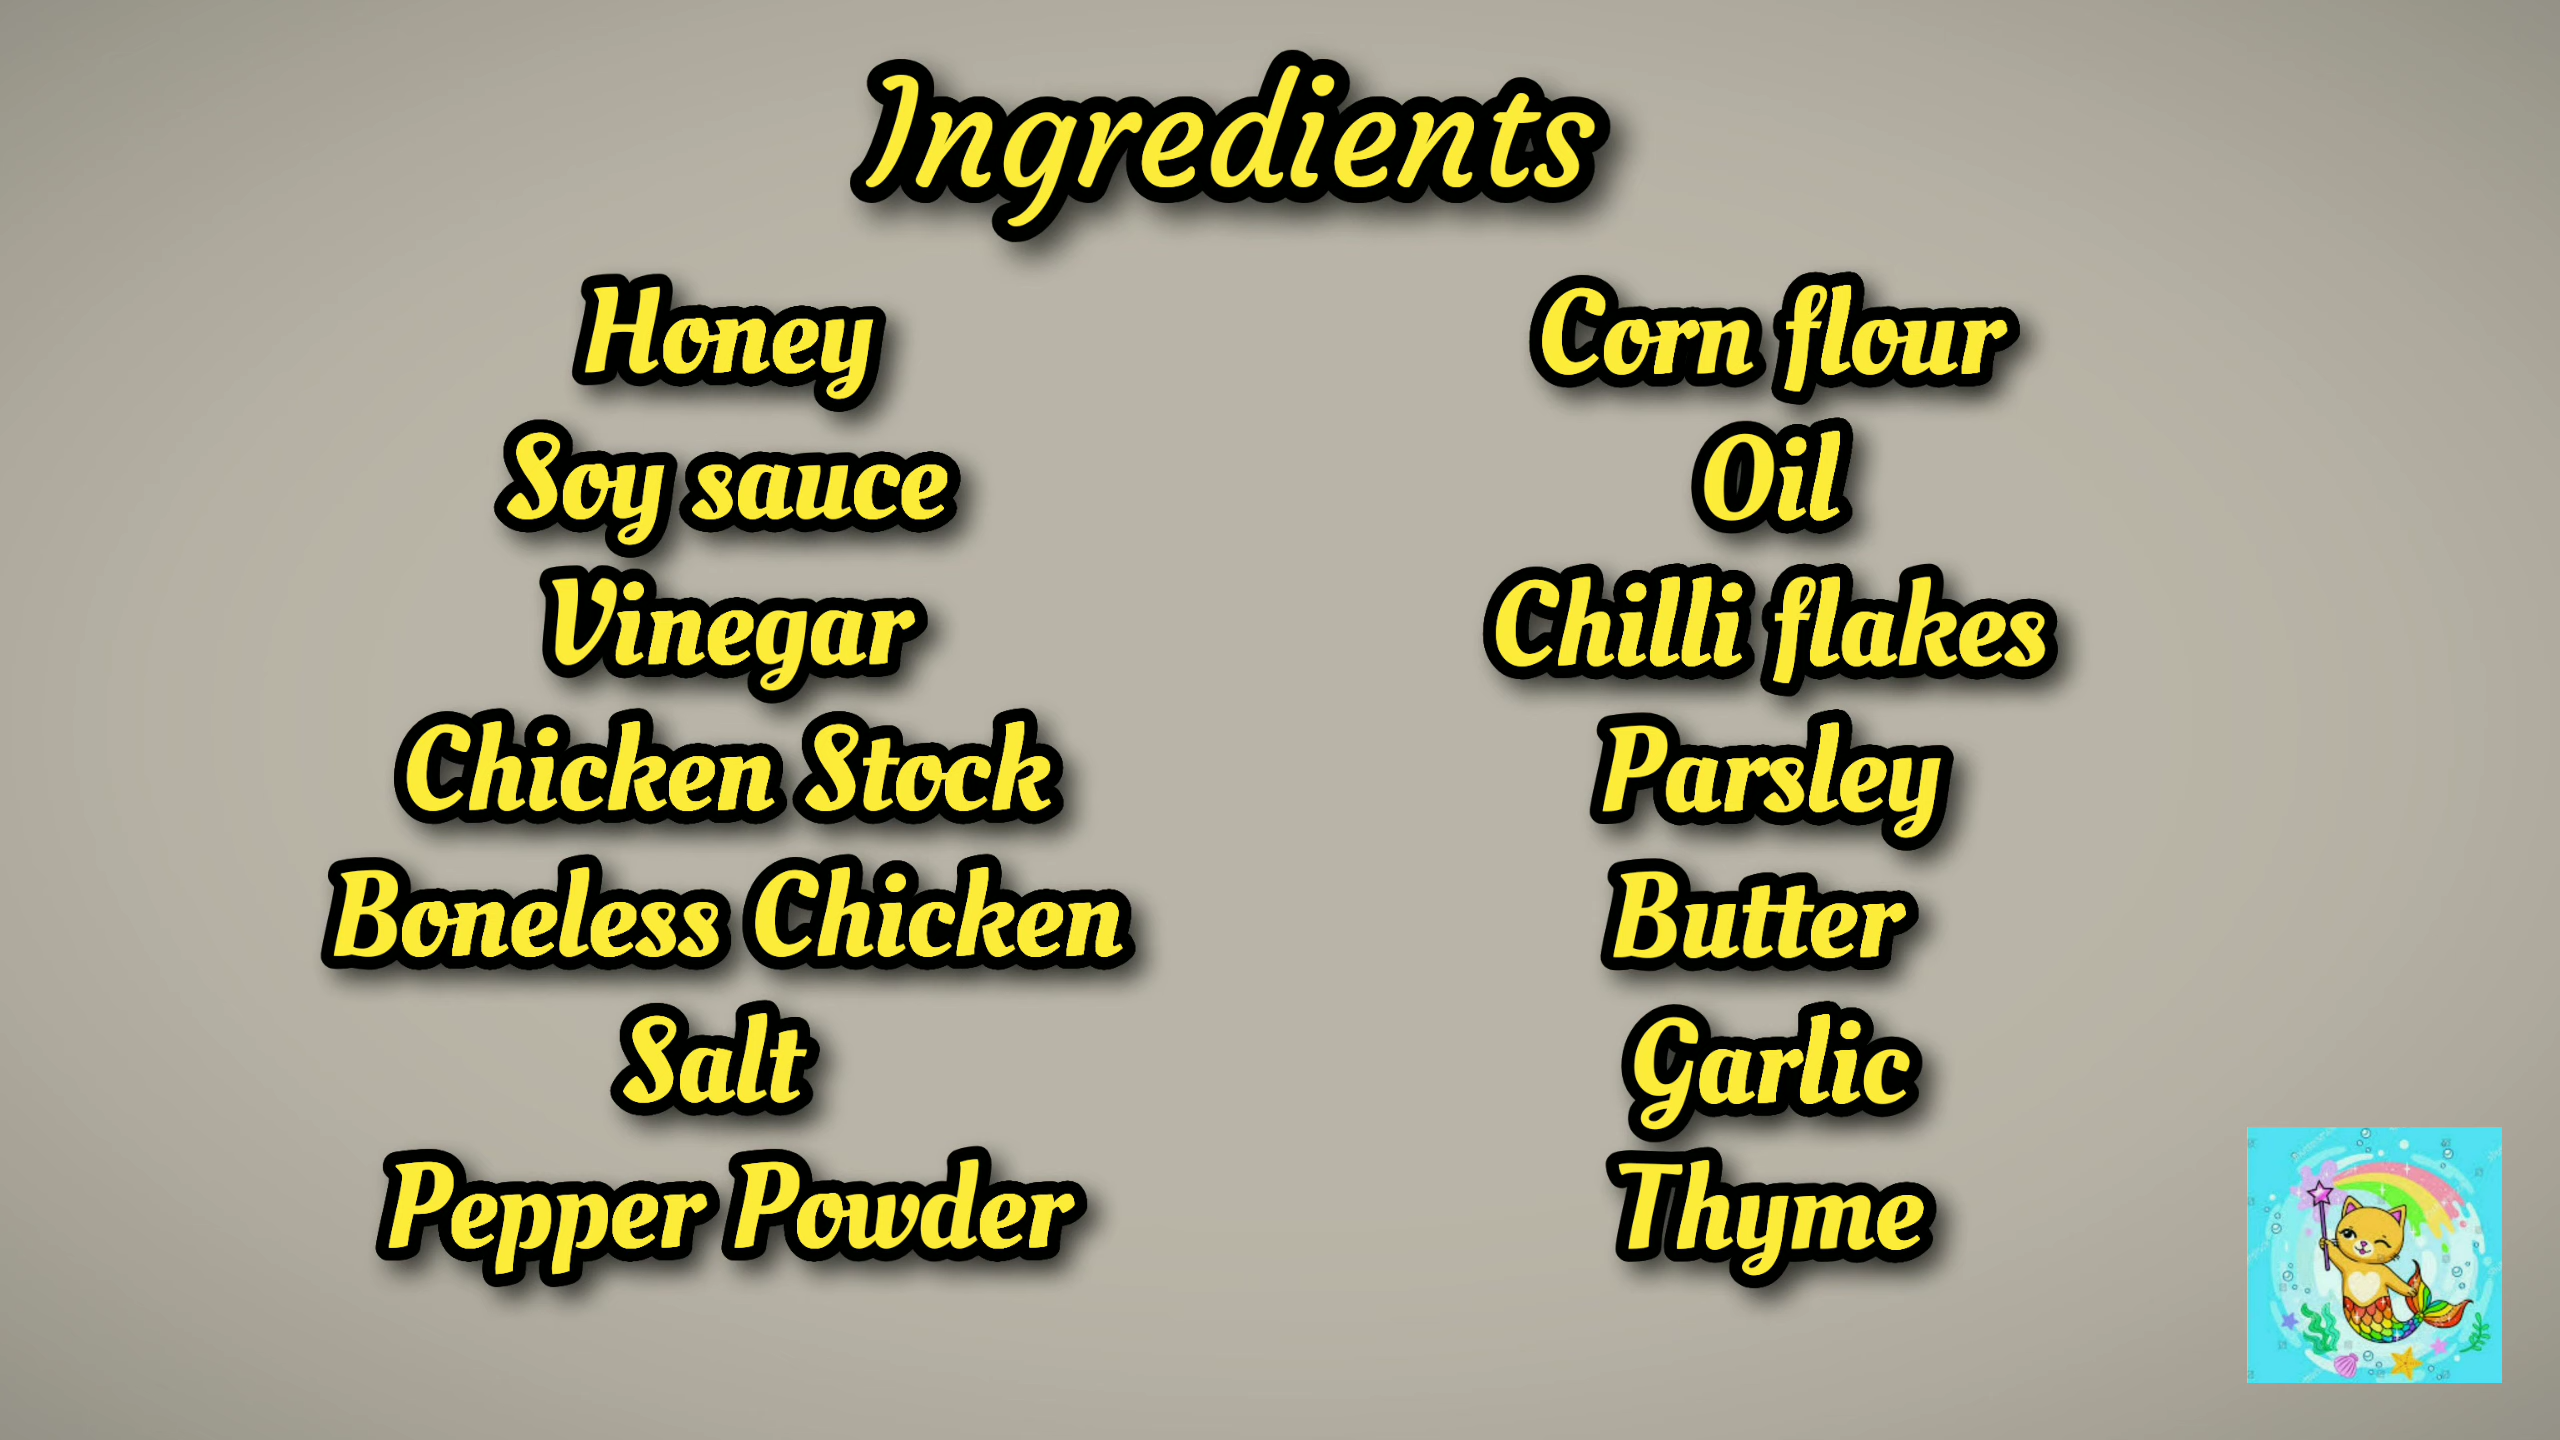 Ingredients
Honey
Soy sauce
Vinegar
Chicken Stock
Boneless Chicken
Salt
Pepper Powder
Corn flour
Oil
Chilli flakes
Parsley
Butter
Garlic
Thyme